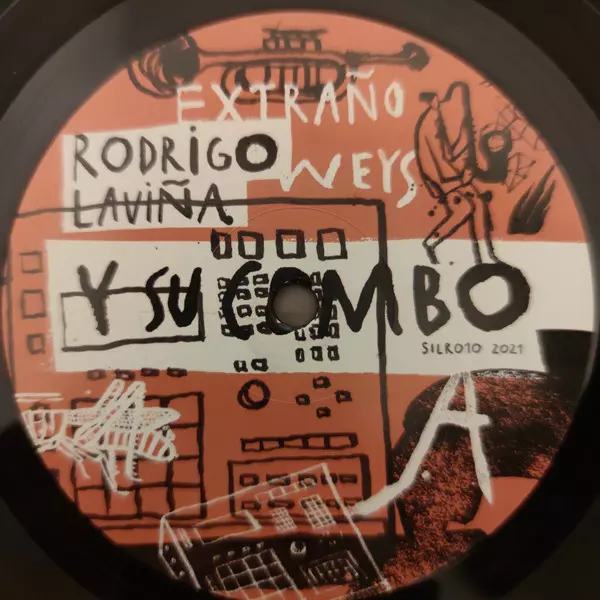 EXTRAÑO
WEYS
RODRIGO
LAVIÑA
Y SU COMBO
SILR010 2021
A